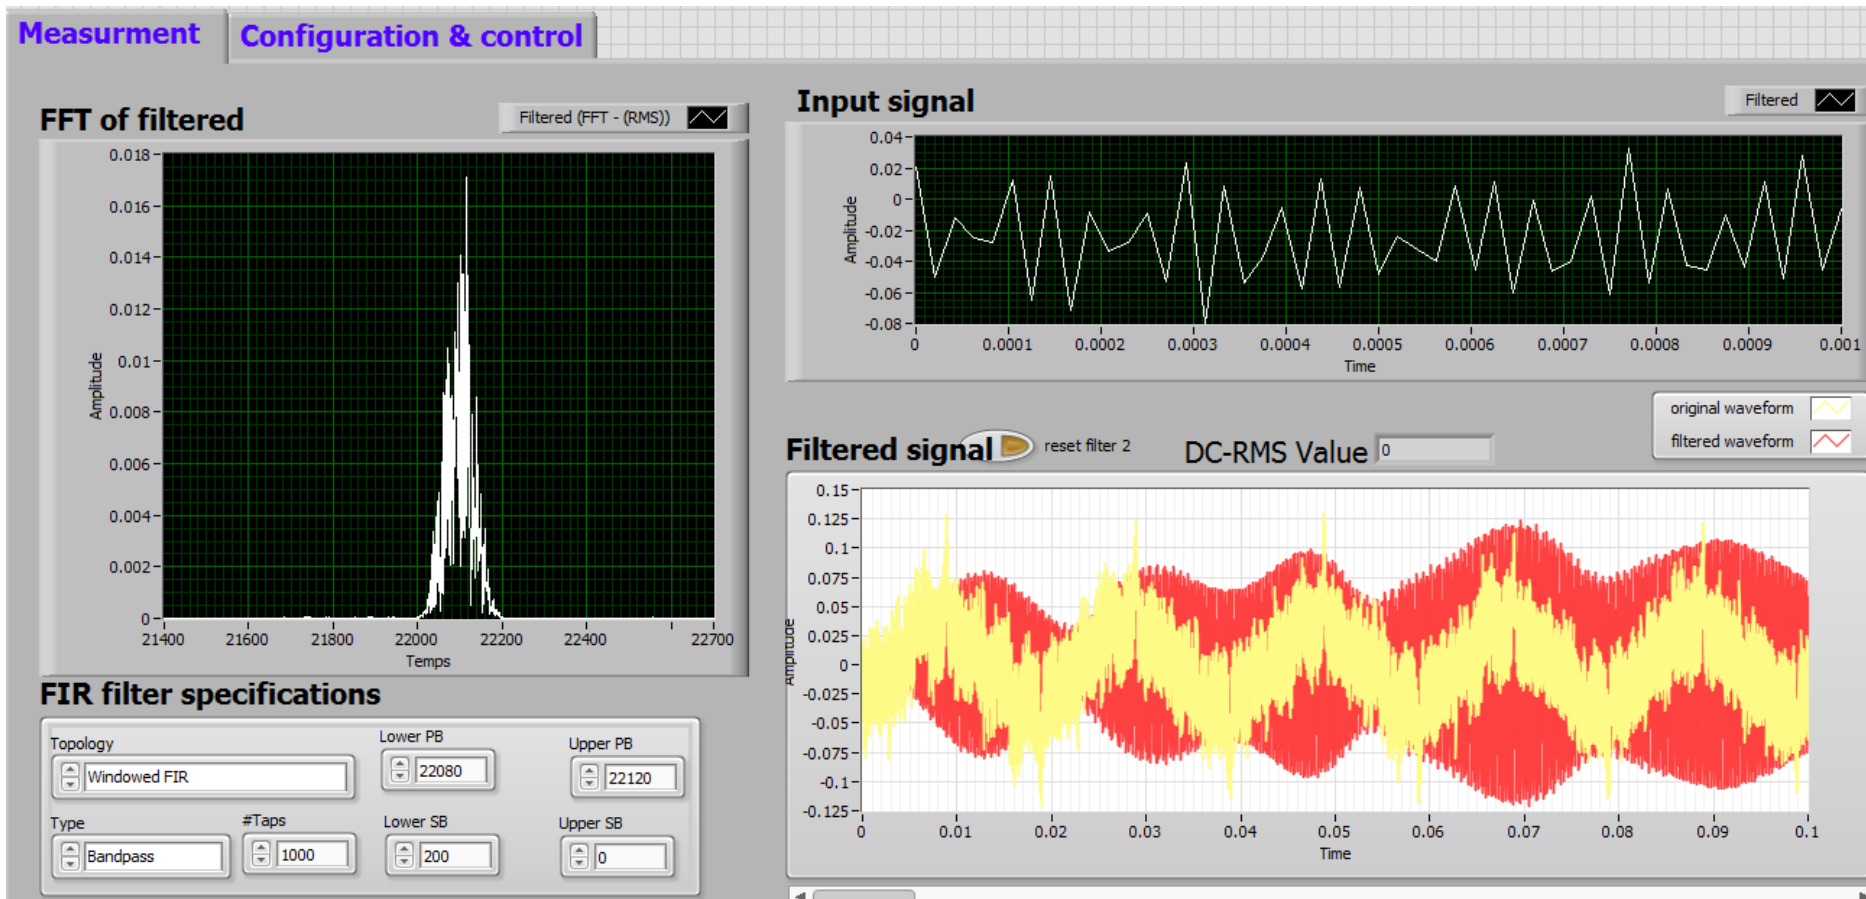 Measurment
Configuration & control
FFT of filtered
Filtered (FFT - (RMS))
0.018
0.016
0.014
0.012
0.01
0.008
0.006
0.004
0.002
0
Amplitude
21400 21600 21800 22000 22200 22400 22700
Temps
Input signal
Filtered
0.04
0.02
0
-0.02
-0.04
-0.06
-0.08
Amplitude
0 0.0001 0.0002 0.0003 0.0004 0.0005 0.0006 0.0007 0.0008 0.0009 0.001
Time
original waveform
filtered waveform
Filtered signal
reset filter 2
DC-RMS Value 0
0.15
0.125
0.1
0.075
0.05
0.025
0
-0.025
-0.05
-0.075
-0.1
-0.125
Amplitude
0 0.01 0.02 0.03 0.04 0.05 0.06 0.07 0.08 0.09 0.1
Time
FIR filter specifications
Topology
Windowed FIR
Lower PB
22080
Upper PB
22120
Type
Bandpass
#Taps
1000
Lower SB
200
Upper SB
0